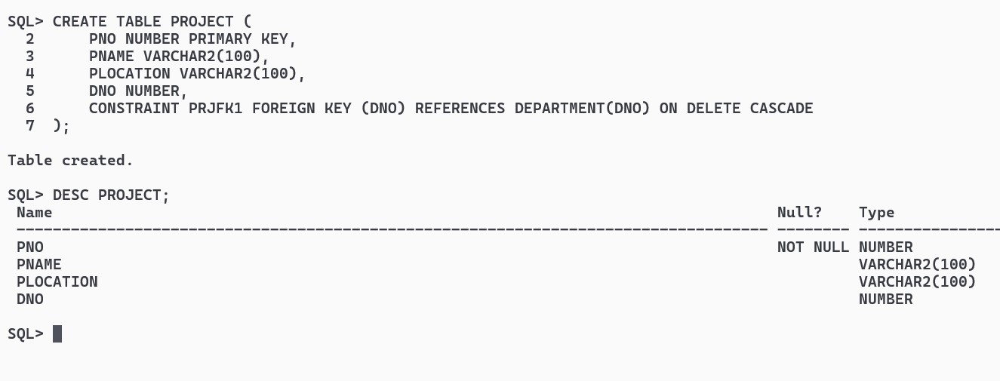 SQL> CREATE TABLE PROJECT (
  2      PNO NUMBER PRIMARY KEY,
  3      PNAME VARCHAR2(100),
  4      PLOCATION VARCHAR2(100),
  5      DNO NUMBER,
  6      CONSTRAINT PRJFK1 FOREIGN KEY (DNO) REFERENCES DEPARTMENT(DNO) ON DELETE CASCADE
  7  );
Table created.
SQL> DESC PROJECT;
 Name                                                                                Null?    Type
 ----------------------------------------------------------------------------------- -------- ----------------
 PNO                                                                                 NOT NULL NUMBER
 PNAME                                                                                        VARCHAR2(100)
 PLOCATION                                                                                    VARCHAR2(100)
 DNO                                                                                          NUMBER
SQL>